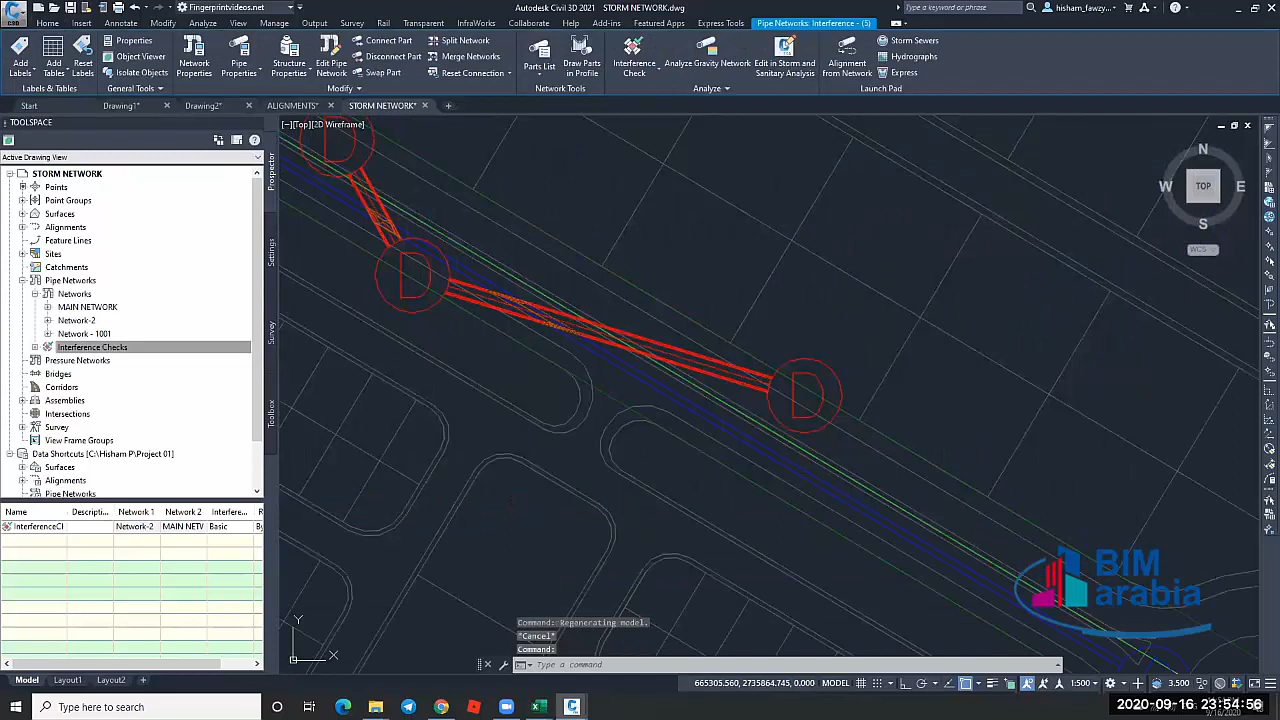 C3D
Fingerprintvideos.net
Autodesk Civil 3D 2021 STORM NETWORK.dwg
Type a keyword or phrase
hisham_fawzy...
Home
Insert
Annotate
Modify
Analyze
View
Manage
Output
Survey
Rail
Transparent
InfraWorks
Collaborate
Help
Add-ins
Featured Apps
Express Tools
Pipe Networks: Interference - (5)
Add Labels
Add Tables
Reset Labels
Properties
Object Viewer
Isolate Objects
Network Properties
Pipe Properties
Structure Properties
Edit Pipe Network
Connect Part
Disconnect Part
Swap Part
Split Network
Merge Networks
Reset Connection
Parts List
Draw Parts in Profile
Interference Check
Analyze Gravity Network
Edit in Storm and Sanitary Analysis
Alignment from Network
Storm Sewers
Hydrographs
Express
Labels & Tables
General Tools
Modify
Network Tools
Analyze
Launch Pad
Start
Drawing1*
Drawing2*
ALIGNMENTS*
STORM NETWORK*
TOOLSPACE
[−][Top][2D Wireframe]
Active Drawing View
STORM NETWORK
Points
Point Groups
Surfaces
Alignments
Feature Lines
Sites
Catchments
Pipe Networks
Networks
MAIN NETWORK
Network-2
Network - 1001
Interference Checks
Pressure Networks
Bridges
Corridors
Assemblies
Intersections
Survey
View Frame Groups
Data Shortcuts [C:\Hisham P\Project 01]
Surfaces
Alignments
Pipe Networks
Prospector
Settings
Survey
Toolbox
Name Descripti... Network 1 Network 2 Interfere... R
InterferenceCl Network-2 MAIN NETV Basic By
D
D
D
N
W TOP E
S
WCS
BIM
arabia
Command: Regenerating model.
*Cancel*
Command:
Y
X
Type a command
Model
Layout1
Layout2
665305.560, 2735864.745, 0.000 MODEL
1:500
3.500
Type here to search
2020-09-16 23:54:56